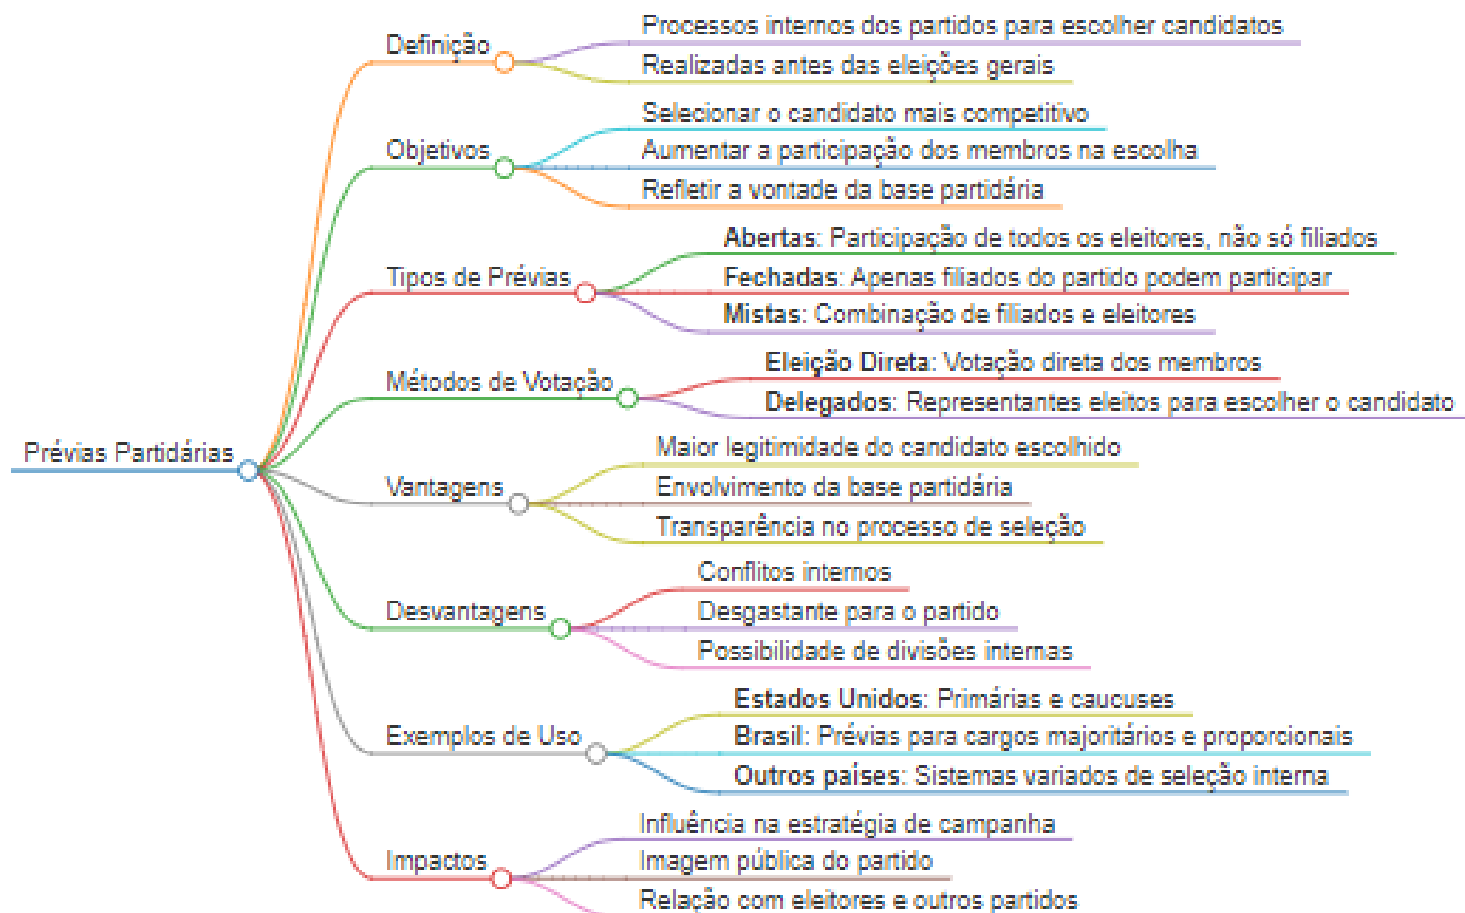 Prévias Partidárias
Definição
Processos internos dos partidos para escolher candidatos
Realizadas antes das eleições gerais
Objetivos
Selecionar o candidato mais competitivo
Aumentar a participação dos membros na escolha
Refletir a vontade da base partidária
Tipos de Prévias
Abertas: Participação de todos os eleitores, não só filiados
Fechadas: Apenas filiados do partido podem participar
Mistas: Combinação de filiados e eleitores
Métodos de Votação
Eleição Direta: Votação direta dos membros
Delegados: Representantes eleitos para escolher o candidato
Vantagens
Maior legitimidade do candidato escolhido
Envolvimento da base partidária
Transparência no processo de seleção
Desvantagens
Conflitos internos
Desgastante para o partido
Possibilidade de divisões internas
Exemplos de Uso
Estados Unidos: Primárias e caucuses
Brasil: Prévias para cargos majoritários e proporcionais
Outros países: Sistemas variados de seleção interna
Impactos
Influência na estratégia de campanha
Imagem pública do partido
Relação com eleitores e outros partidos